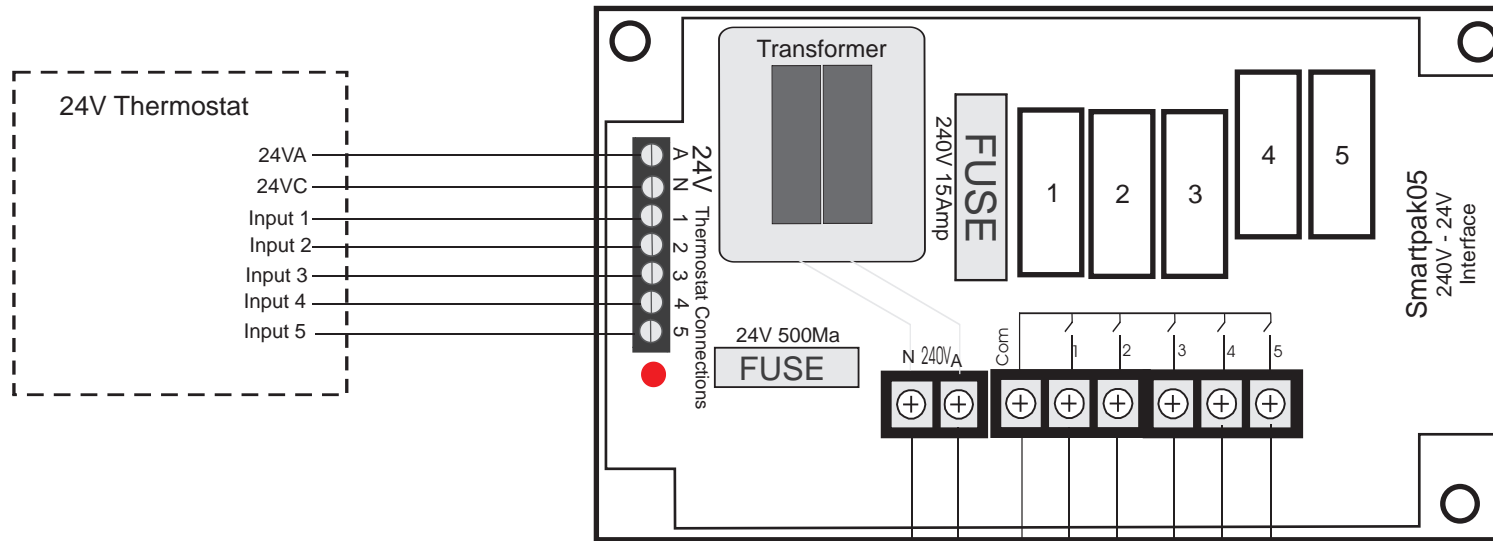 24V Thermostat
24VA
24VC
Input 1
Input 2
Input 3
Input 4
Input 5
A
N
1
2
3
4
5
24V
Thermostat Connections
Transformer
240V 15Amp
FUSE
24V 500Ma
FUSE
1
2
3
4
5
N 240V A
Com
1
2
3
4
5
Smartpak05
240V - 24V
Interface